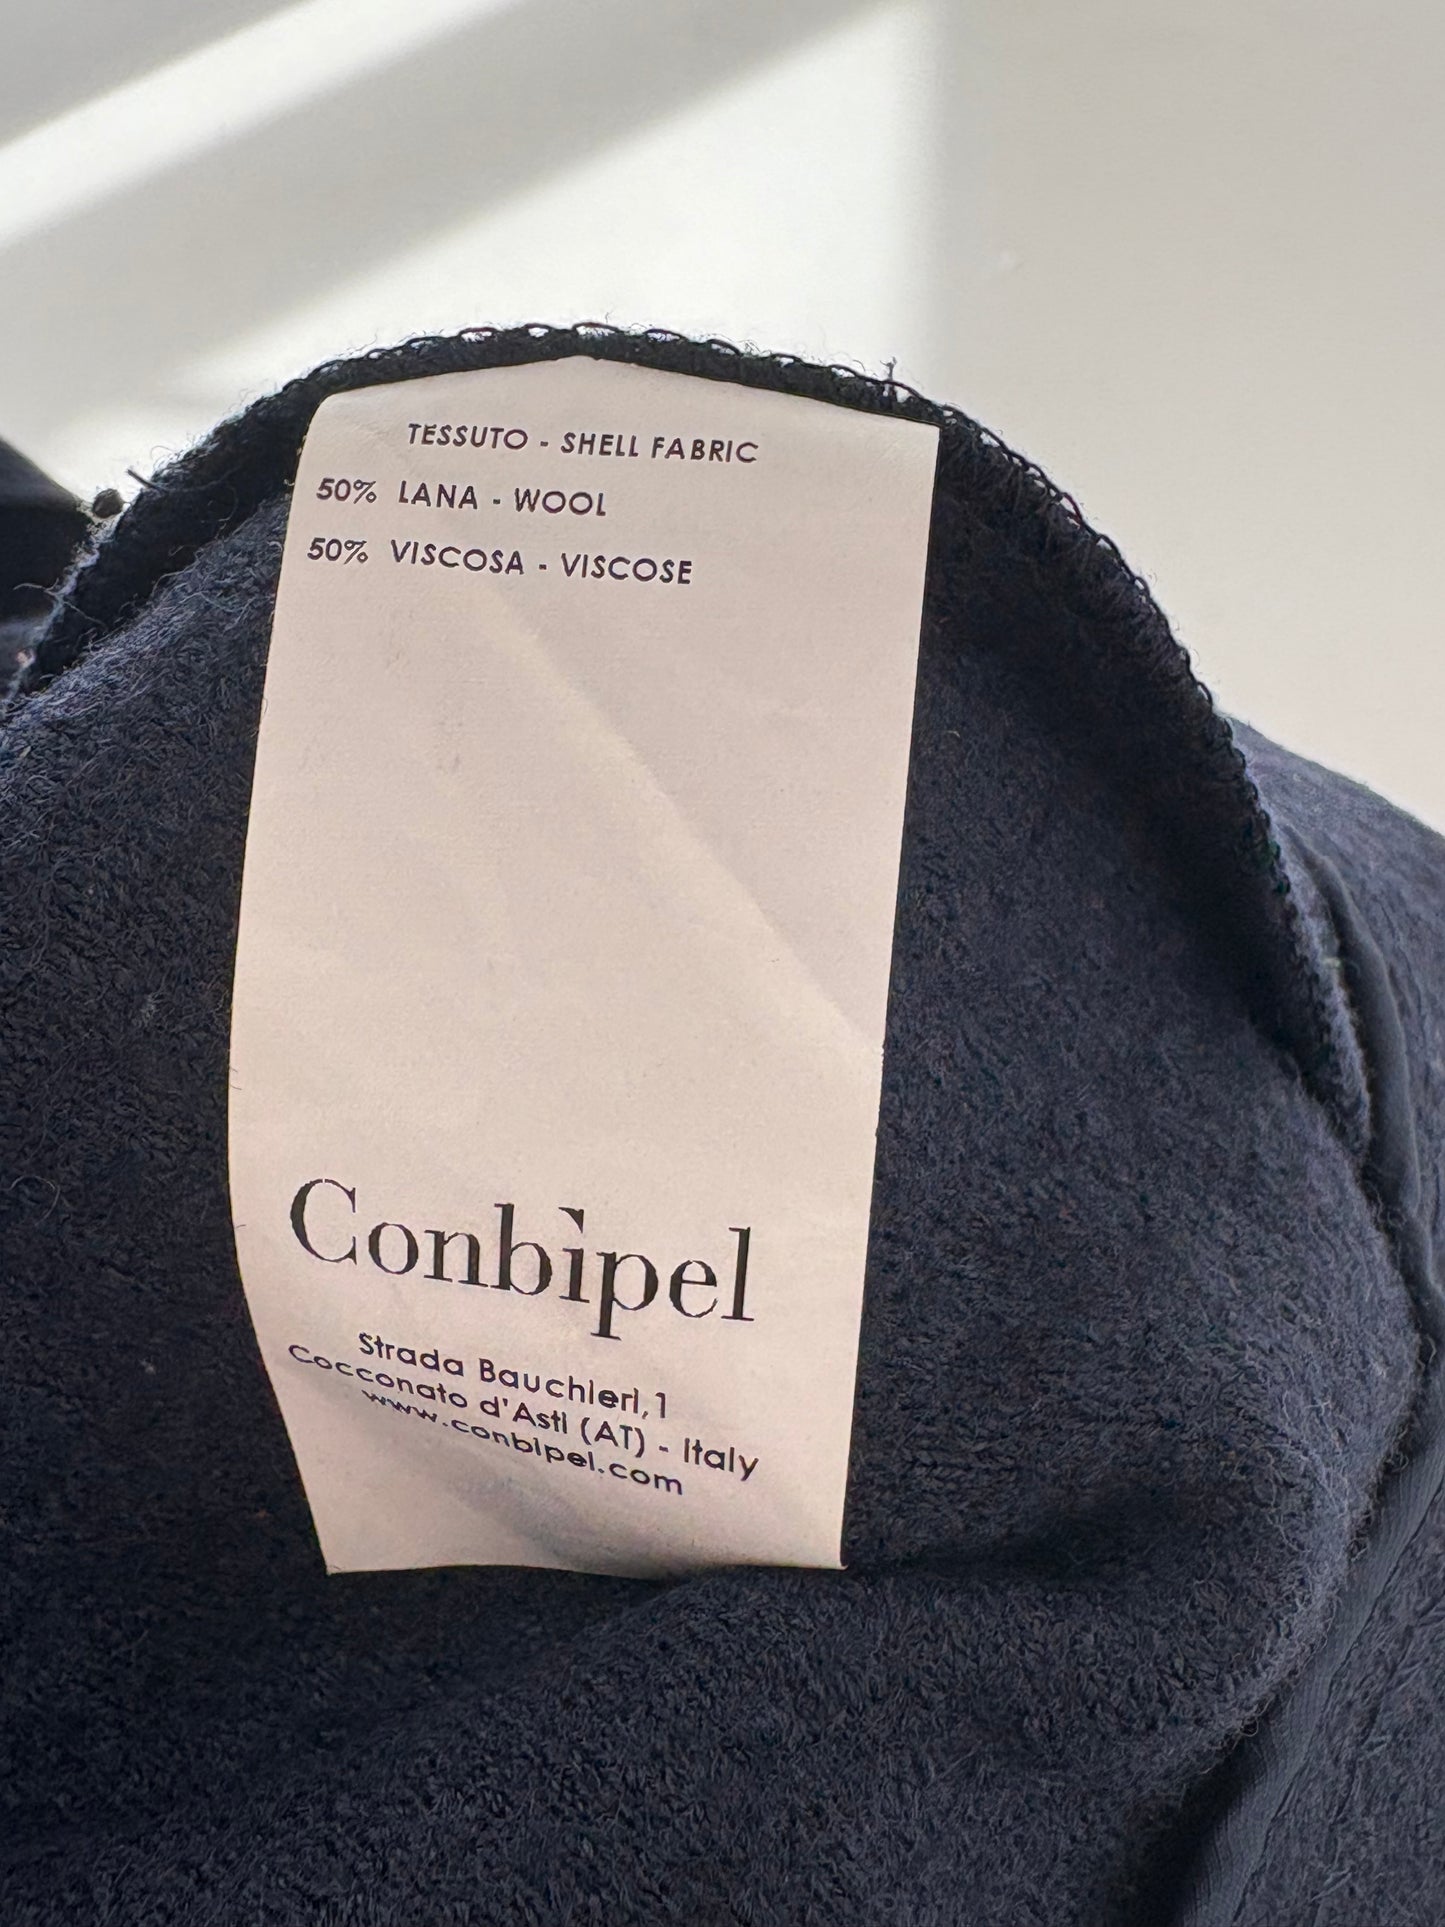 TESSUTO - SHELL FABRIC
50% LANA - WOOL
50% VISCOSA - VISCOSE
Conbipel
Strada Bauchieri,1
Cocconato d'Asti (AT) - Italy
www.conbipel.com